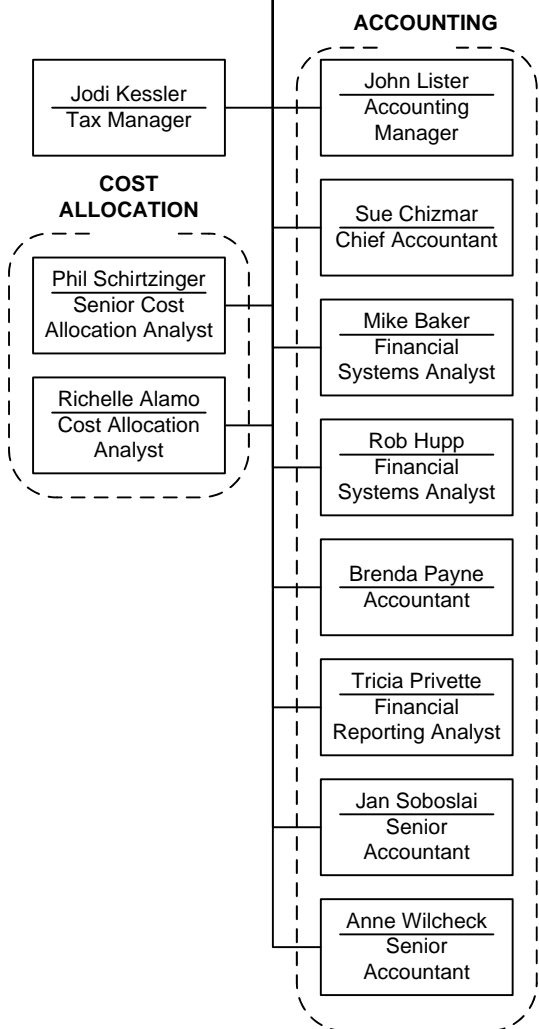 ACCOUNTING
Jodi Kessler
Tax Manager
John Lister
Accounting
Manager
COST
ALLOCATION
Sue Chizmar
Chief Accountant
Phil Schirtzinger
Senior Cost
Allocation Analyst
Mike Baker
Financial
Systems Analyst
Richelle Alamo
Cost Allocation
Analyst
Rob Hupp
Financial
Systems Analyst
Brenda Payne
Accountant
Tricia Privette
Financial
Reporting Analyst
Jan Soboslai
Senior
Accountant
Anne Wilcheck
Senior
Accountant